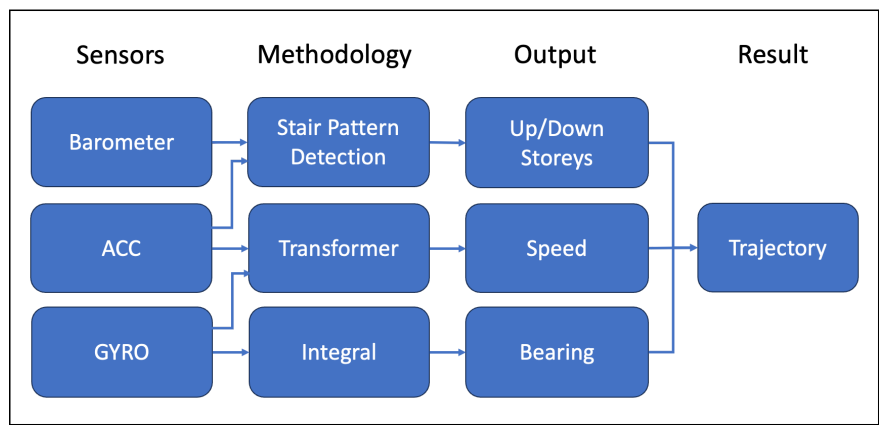 Sensors Methodology Output Result
Barometer
Stair Pattern
Detection
Up/Down
Storeys
ACC
Transformer
Speed
Trajectory
GYRO
Integral
Bearing